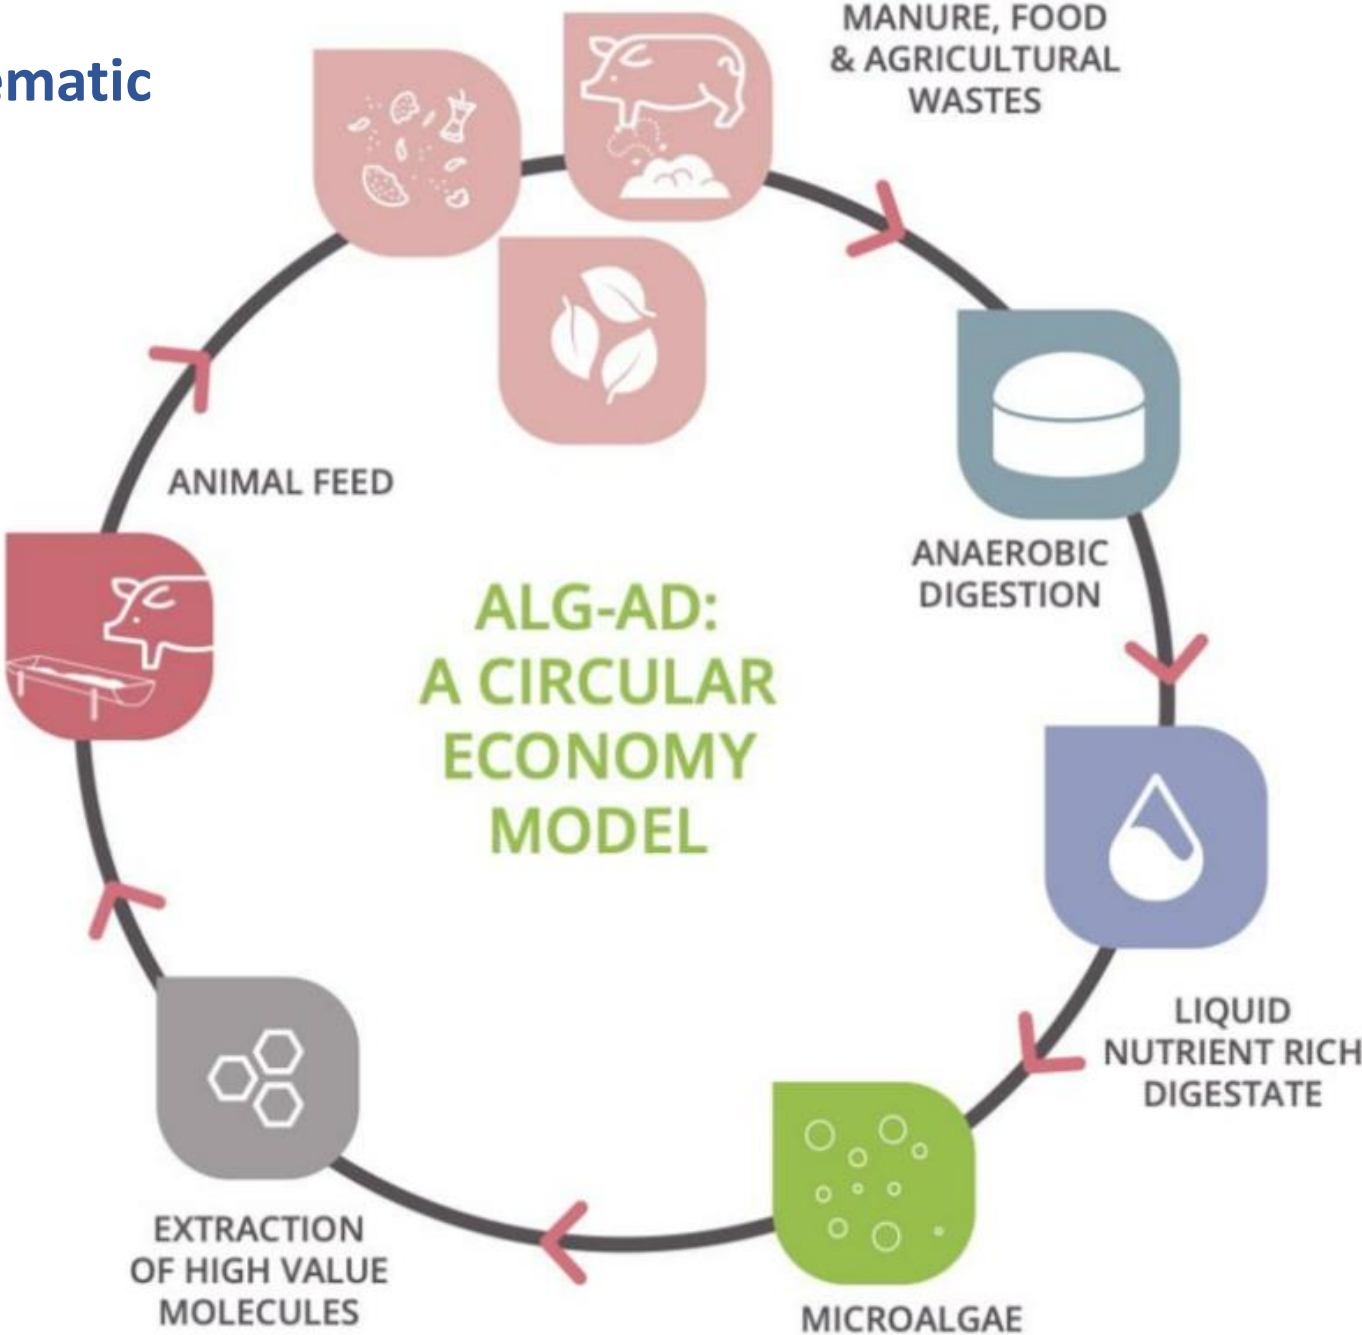 MANURE, FOOD
& AGRICULTURAL
WASTES
ANIMAL FEED
ANAEROBIC
DIGESTION
ALG-AD:
A CIRCULAR
ECONOMY
MODEL
LIQUID
NUTRIENT RICH
DIGESTATE
EXTRACTION
OF HIGH VALUE
MOLECULES
MICROALGAE